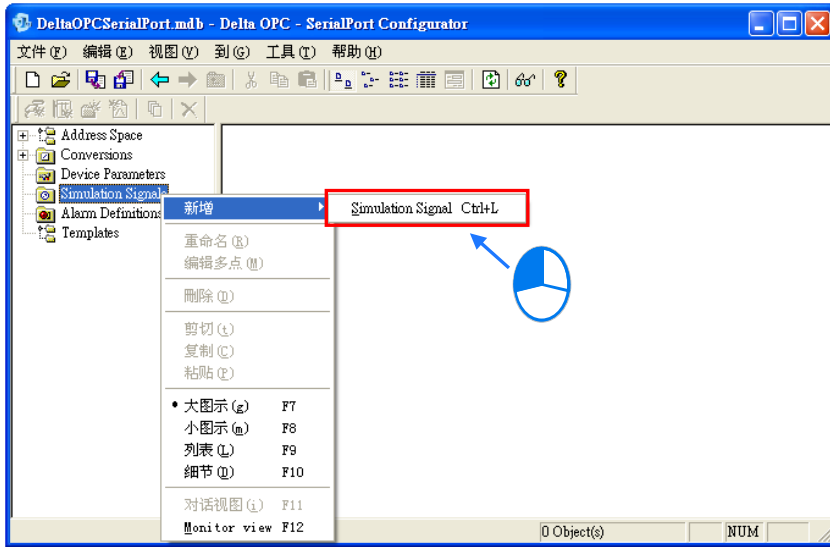 DeltaOPCSerialPort.mdb - Delta OPC - SerialPort Configurator
文件(F) 编辑(E) 视图(V) 到(G) 工具(T) 帮助(H)
Address Space
Conversions
Device Parameters
Simulation Signals
Alarm Definitions
Templates
新增
Simulation Signal Ctrl+L
重命名(R)
编辑多点(M)
删除(D)
剪切(t)
复制(C)
粘贴(P)
大图示(g) F7
小图示(m) F8
列表(L) F9
细节(D) F10
对话视图(i) F11
Monitor view F12
0 Object(s) NUM